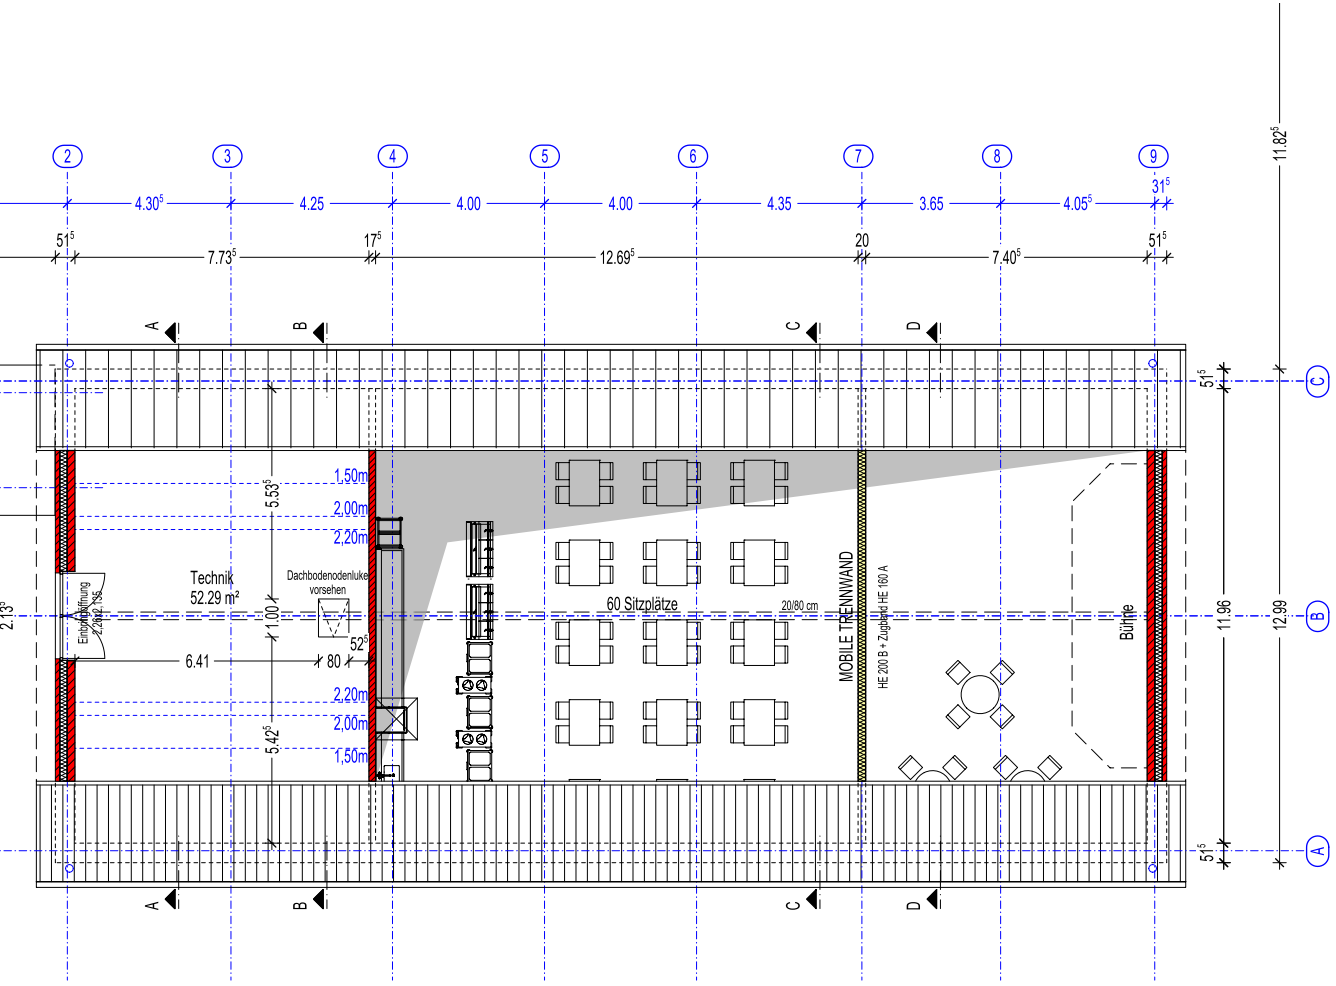 11.82⁵
2
3
4
5
6
7
8
9
31⁵
4.30⁵
4.25
4.00
4.00
4.35
3.65
4.05⁵
51⁵
17⁵
20
51⁵
7.73⁵
12.69⁵
7.40⁵
A
B
C
D
51⁵
C
1,50m
2,00m
2,20m
5.53⁵
Technik
52.29 m²
Dachbodenodenluke
vorsehen
Einbringöffnung
2,26x2,135
2.13⁵
1.00
60 Sitzplätze
20/80 cm
MOBILE TRENNWAND
HE 200 B + Zugband HE 160 A
Bühne
11.96
12.99
B
52⁵
6.41
80
2,20m
2,00m
1,50m
5.42⁵
51⁵
A
A
B
C
D